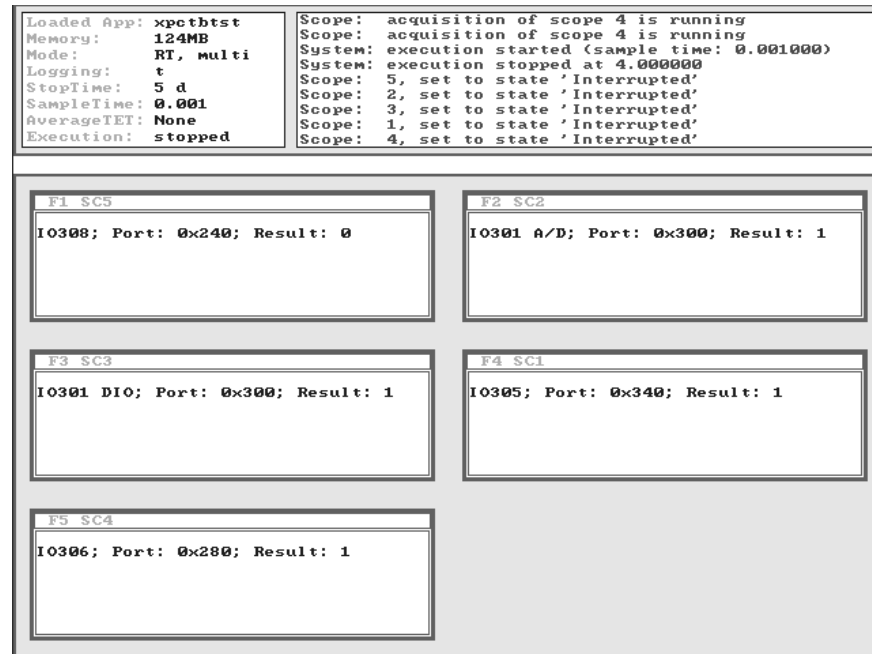 Loaded App: xpctbtst
Memory: 124MB
Mode: RT, multi
Logging: t
StopTime: 5 d
SampleTime: 0.001
AverageTET: None
Execution: stopped
Scope: acquisition of scope 4 is running
Scope: acquisition of scope 4 is running
System: execution started (sample time: 0.001000)
System: execution stopped at 4.000000
Scope: 5, set to state 'Interrupted'
Scope: 2, set to state 'Interrupted'
Scope: 3, set to state 'Interrupted'
Scope: 1, set to state 'Interrupted'
Scope: 4, set to state 'Interrupted'
F1 SC5
IO308; Port: 0x240; Result: 0
F2 SC2
IO301 A/D; Port: 0x300; Result: 1
F3 SC3
IO301 DIO; Port: 0x300; Result: 1
F4 SC1
IO305; Port: 0x340; Result: 1
F5 SC4
IO306; Port: 0x280; Result: 1